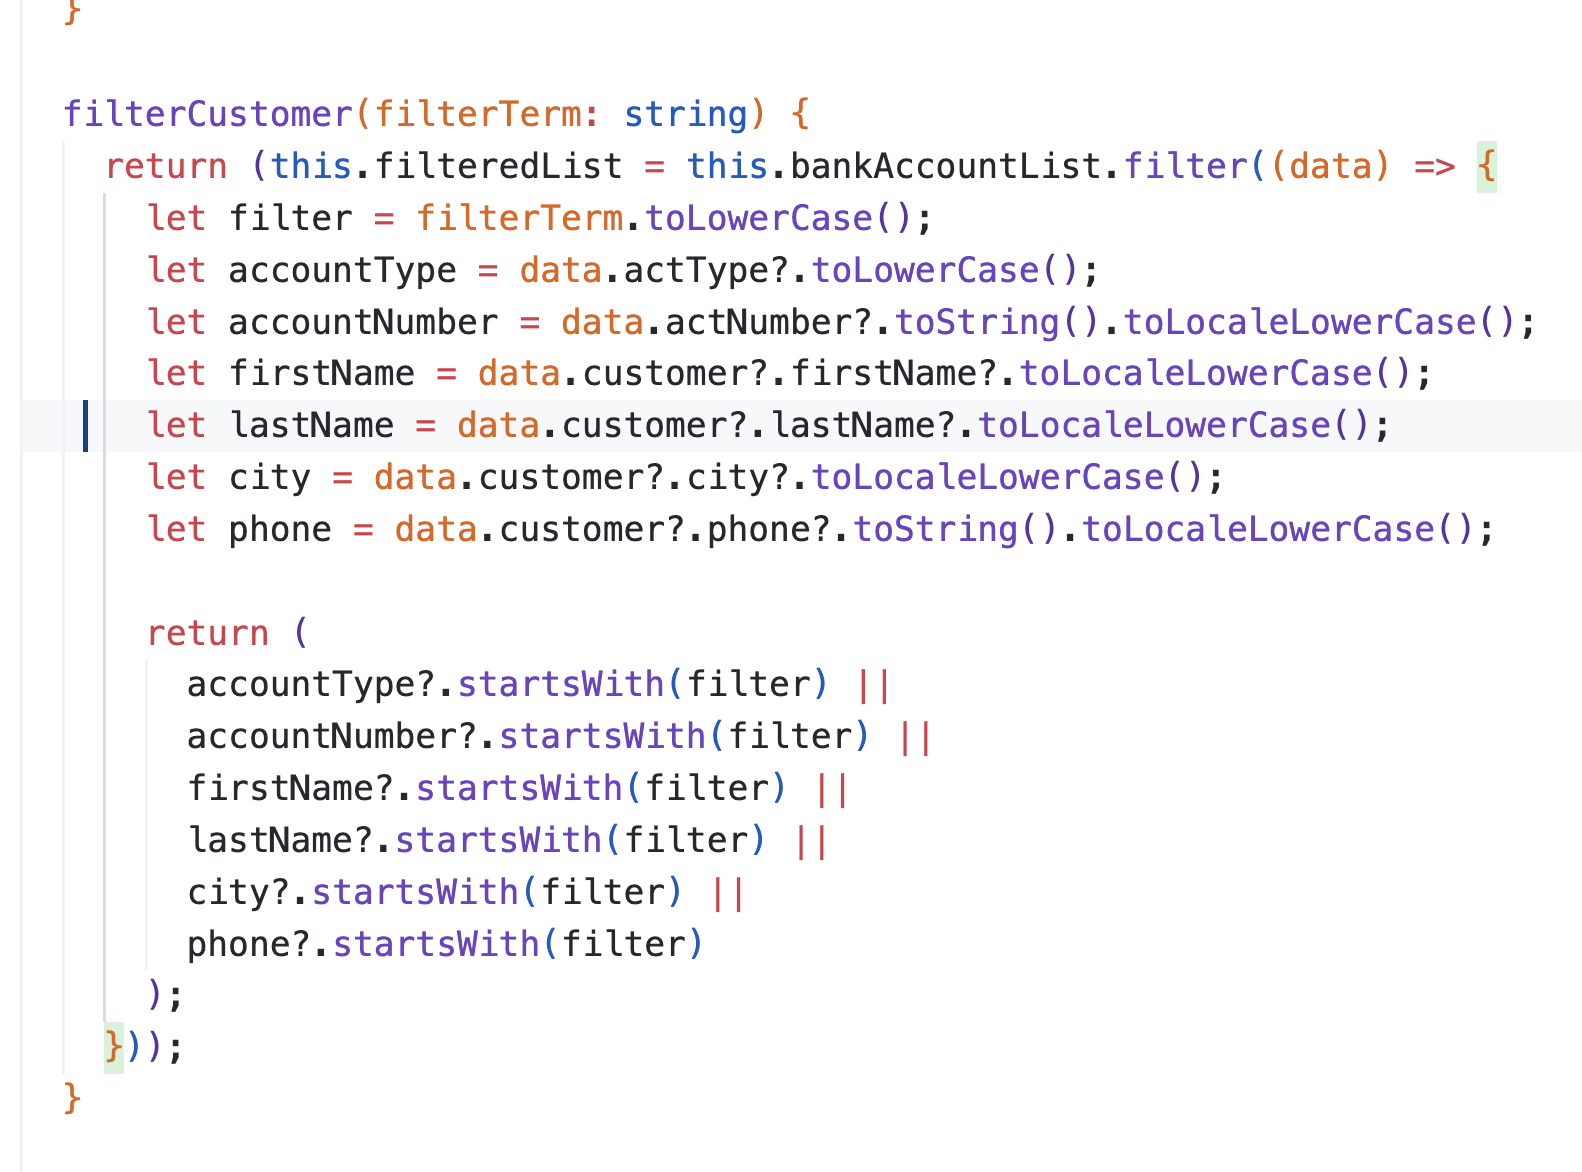 }
filterCustomer(filterTerm: string) {
return (this.filteredList = this.bankAccountList.filter((data) => {
let filter = filterTerm.toLowerCase();
let accountType = data.actType?.toLowerCase();
let accountNumber = data.actNumber?.toString().toLocaleLowerCase();
let firstName = data.customer?.firstName?.toLocaleLowerCase();
let lastName = data.customer?.lastName?.toLocaleLowerCase();
let city = data.customer?.city?.toLocaleLowerCase();
let phone = data.customer?.phone?.toString().toLocaleLowerCase();
return (
accountType?.startsWith(filter) ||
accountNumber?.startsWith(filter) ||
firstName?.startsWith(filter) ||
lastName?.startsWith(filter) ||
city?.startsWith(filter) ||
phone?.startsWith(filter)
);
}));
}